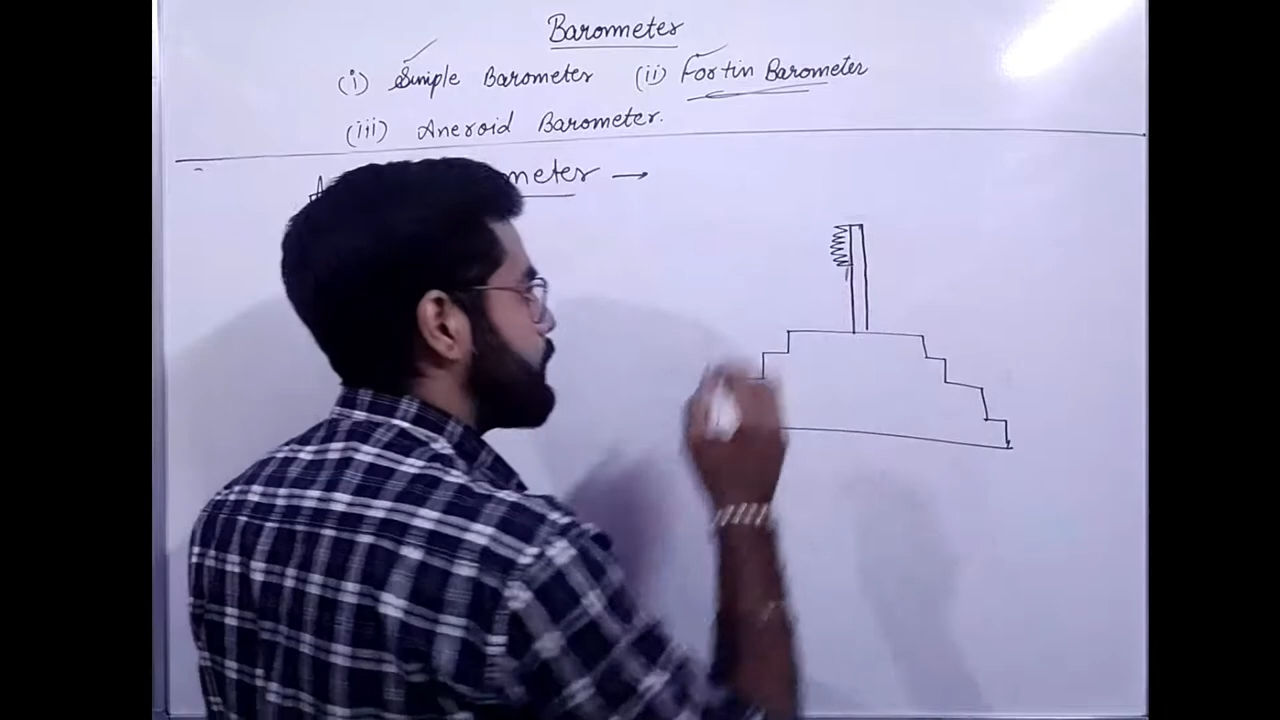 Barometer
(i) Simple Barometer (ii) Fortin Barometer
(iii) Aneroid Barometer.
meter →